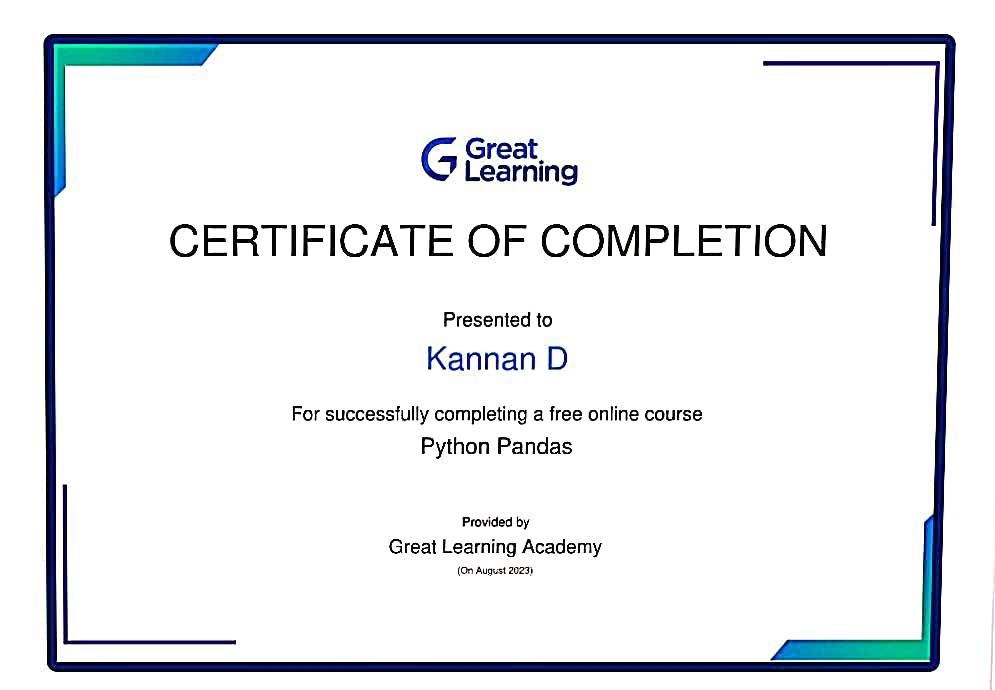 Great
Learning
CERTIFICATE OF COMPLETION
Presented to
Kannan D
For successfully completing a free online course
Python Pandas
Provided by
Great Learning Academy
(On August 2023)